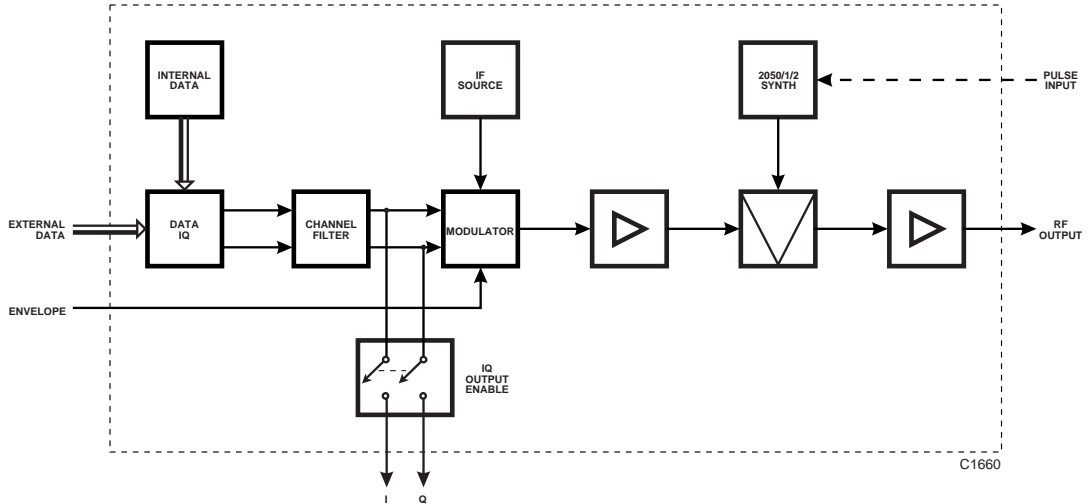 INTERNAL
DATA
IF
SOURCE
2050/1/2
SYNTH
PULSE
INPUT
EXTERNAL
DATA
DATA
IQ
CHANNEL
FILTER
MODULATOR
RF
OUTPUT
ENVELOPE
IQ
OUTPUT
ENABLE
C1660
I
Q